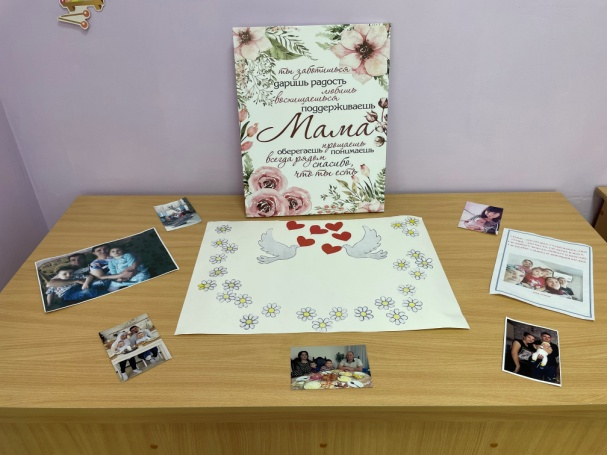 ты заботишься
даришь радость
любишь
восхищаешься
поддерживаешь
Мама
прощаешь
оберегаешь понимаешь
всегда рядом
спасибо,
что ты есть